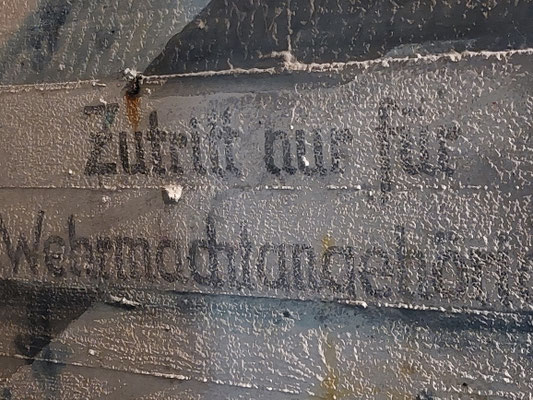 Zutritt nur für
Wehrmachtangehöri